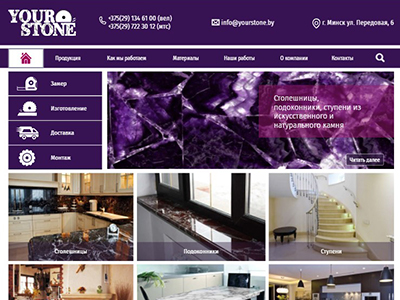 YOUR
STONE
+375(29) 134 61 00 (вел)
+375(29) 722 30 12 (мтс)
info@yourstone.by
г. Минск ул. Передовая, 6
Продукция
Как мы работаем
Материалы
Наши работы
О компании
Контакты
Замер
Изготовление
Доставка
Монтаж
Столешницы,
подоконники, ступени из
искусственного и
натурального камня
Читать далее
Столешницы
Подоконники
Ступени